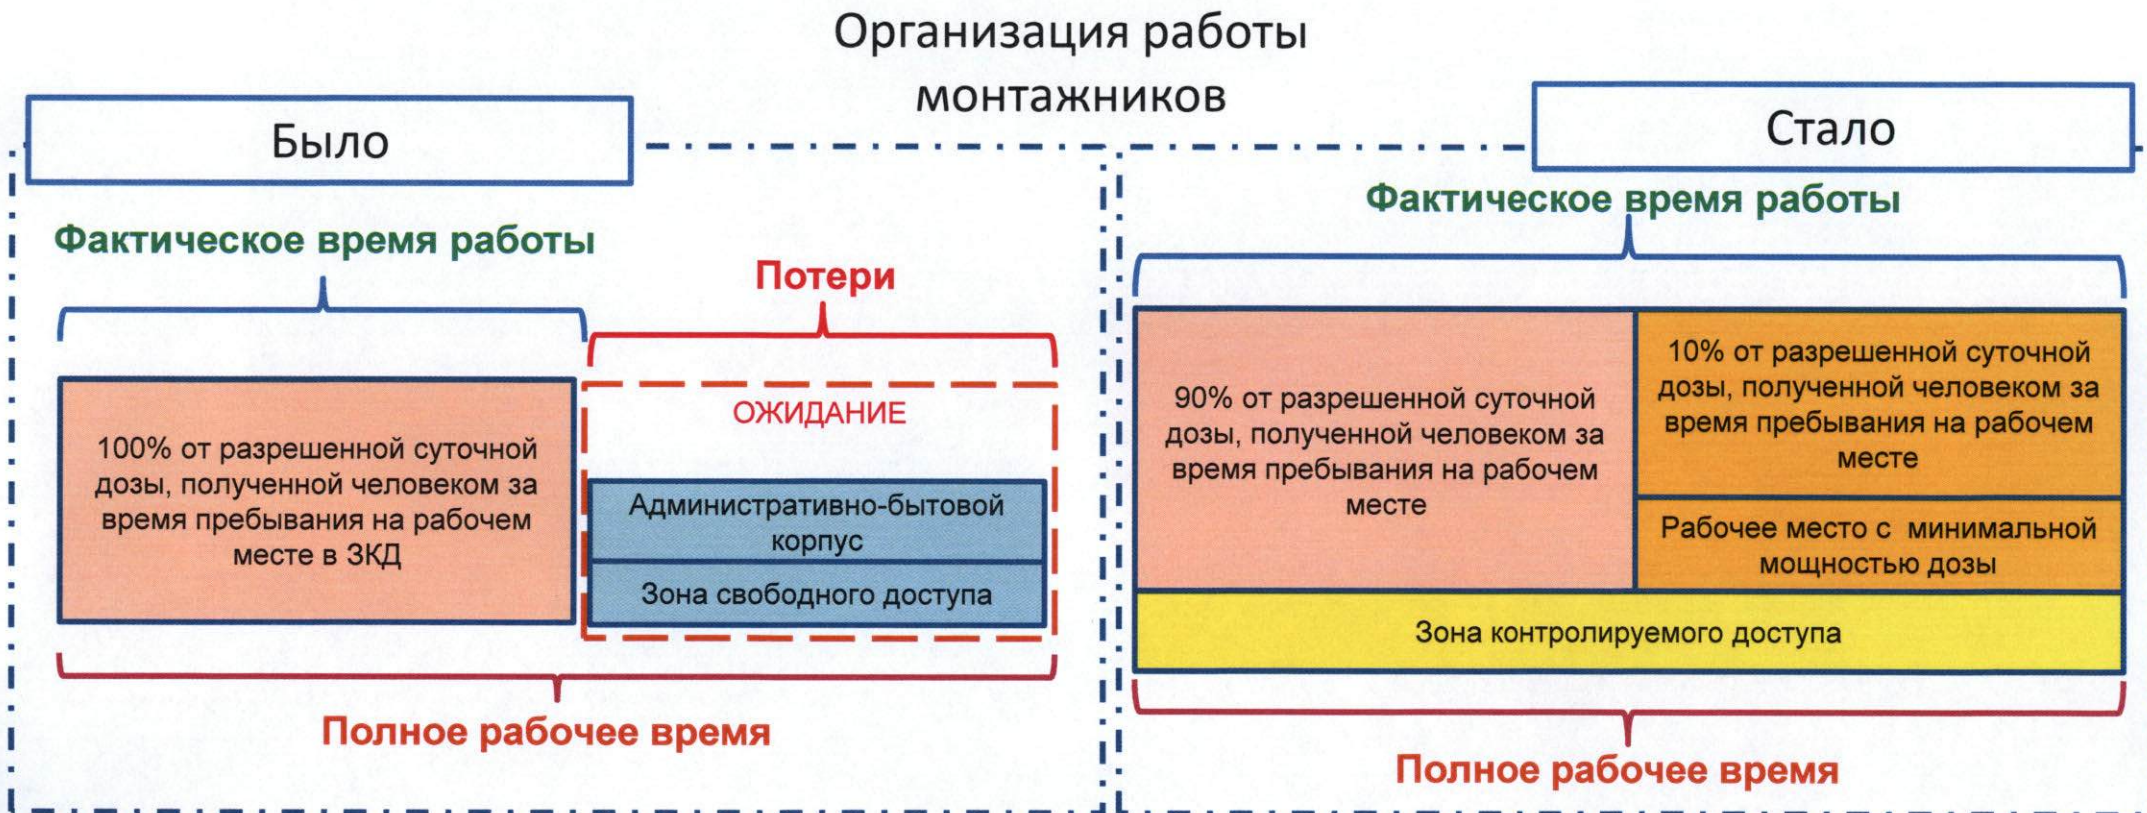 Организация работы
монтажников
Было
Фактическое время работы
Потери
100% от разрешенной суточной
дозы, полученной человеком за
время пребывания на рабочем
месте в ЗКД
ОЖИДАНИЕ
Административно-бытовой
корпус
Зона свободного доступа
Полное рабочее время
Стало
Фактическое время работы
90% от разрешенной суточной
дозы, полученной человеком за
время пребывания на рабочем
месте
10% от разрешенной суточной
дозы, полученной человеком за
время пребывания на рабочем
месте
Рабочее место с минимальной
мощностью дозы
Зона контролируемого доступа
Полное рабочее время